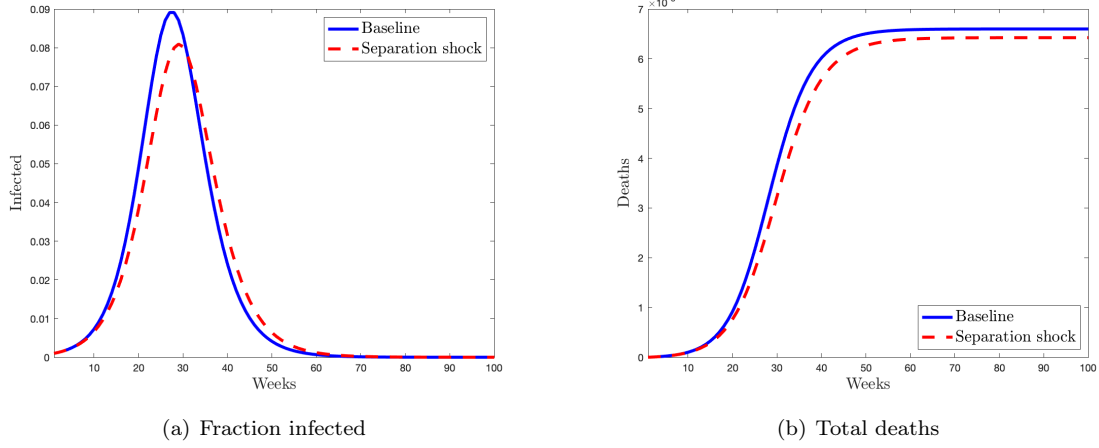 0.09
0.08
0.07
0.06
0.05
0.04
0.03
0.02
0.01
0
Infected
10 20 30 40 50 60 70 80 90 100
Weeks
Baseline
Separation shock
(a) Fraction infected
7
6
5
4
3
2
1
0
Deaths
10 20 30 40 50 60 70 80 90 100
Weeks
Baseline
Separation shock
(b) Total deaths